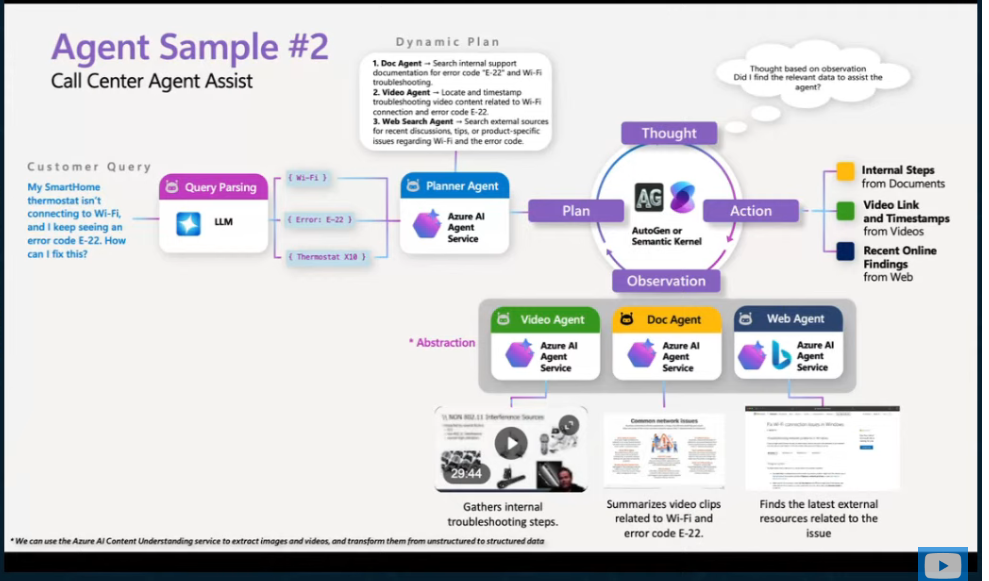 Agent Sample #2
Call Center Agent Assist
Dynamic Plan
1. Doc Agent → Search internal support
documentation for error code "E-22" and Wi-Fi
troubleshooting.
2. Video Agent → Locate and timestamp
troubleshooting video content related to Wi-Fi
connection and error code E-22.
3. Web Search Agent → Search external sources
for recent discussions, tips, or product-specific
issues regarding Wi-Fi and the error code.
Thought based on observation
Did I find the relevant data to assist the
agent?
Customer Query
My SmartHome
thermostat isn't
connecting to Wi-Fi,
and I keep seeing an
error code E-22. How
can I fix this?
Query Parsing
LLM
{ Wi-Fi }
{ Error: E-22 }
{ Thermostat X10 }
Planner Agent
Azure AI
Agent
Service
Thought
Plan
Action
Observation
AG
AutoGen or
Semantic Kernel
Internal Steps
from Documents
Video Link
and Timestamps
from Videos
Recent Online
Findings
from Web
* Abstraction
Video Agent
Azure AI
Agent
Service
Doc Agent
Azure AI
Agent
Service
Web Agent
Azure AI
Agent
Service
802.11 Interference Sources
29:44
Common network issues
Fix Wi-Fi connection issues in Windows
Gathers internal
troubleshooting steps.
Summarizes video clips
related to Wi-Fi and
error code E-22.
Finds the latest external
resources related to the
issue
* We can use the Azure AI Content Understanding service to extract images and videos, and transform them from unstructured to structured data